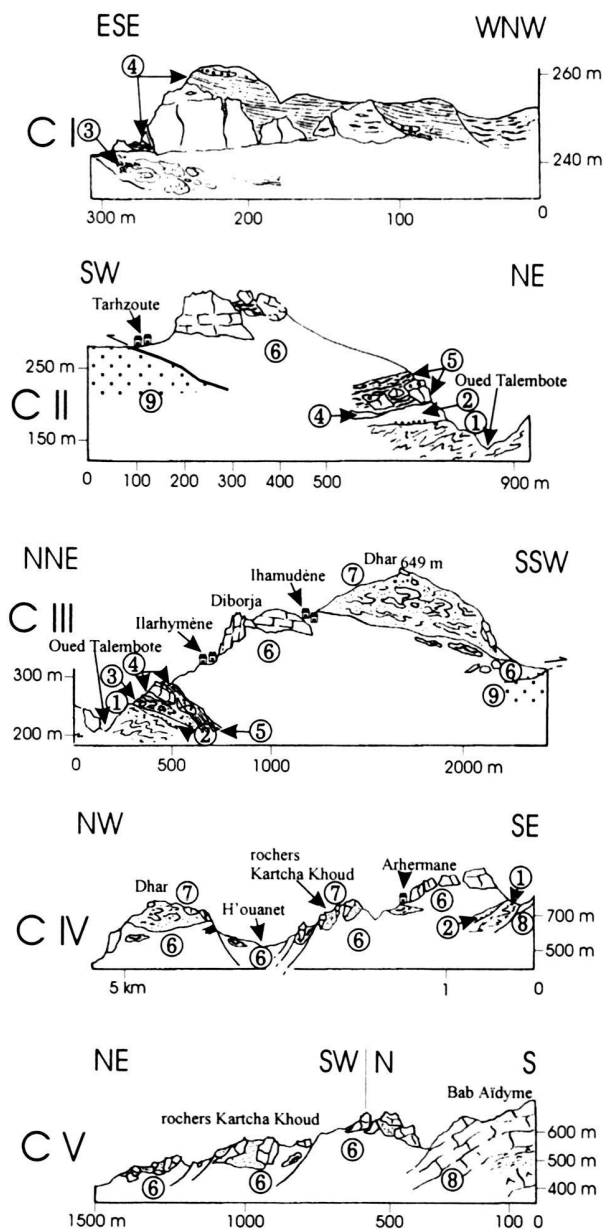 ESE WNW
④
260 m
C I
③
240 m
300 m 200 100 0
SW NE
Tarhzoute
⑥
⑤
250 m
Oued Talembote
②
C II
⑨
④ ①
150 m
0 100 200 300 400 500 900 m
NNE SSW
Dhar 649 m
⑦
Ihamudène
C III
Diborja
Ilarhymène
Oued Talembote
⑥
④
③
⑥
300 m
①
⑨
200 m
② ⑤
0 500 1000 2000 m
NW SE
rochers
Kartcha Khoud
Arhermane
①
Dhar ⑦
⑦
H'ouanet
⑥
C IV
700 m
⑥ ⑥ ② ⑧
⑥
500 m
5 km 1 0
NE SW N S
Bab Aïdyme
rochers Kartcha Khoud
C V
600 m
⑥
500 m
⑥ ⑥ ⑧
400 m
1500 m 1000 500 100 0